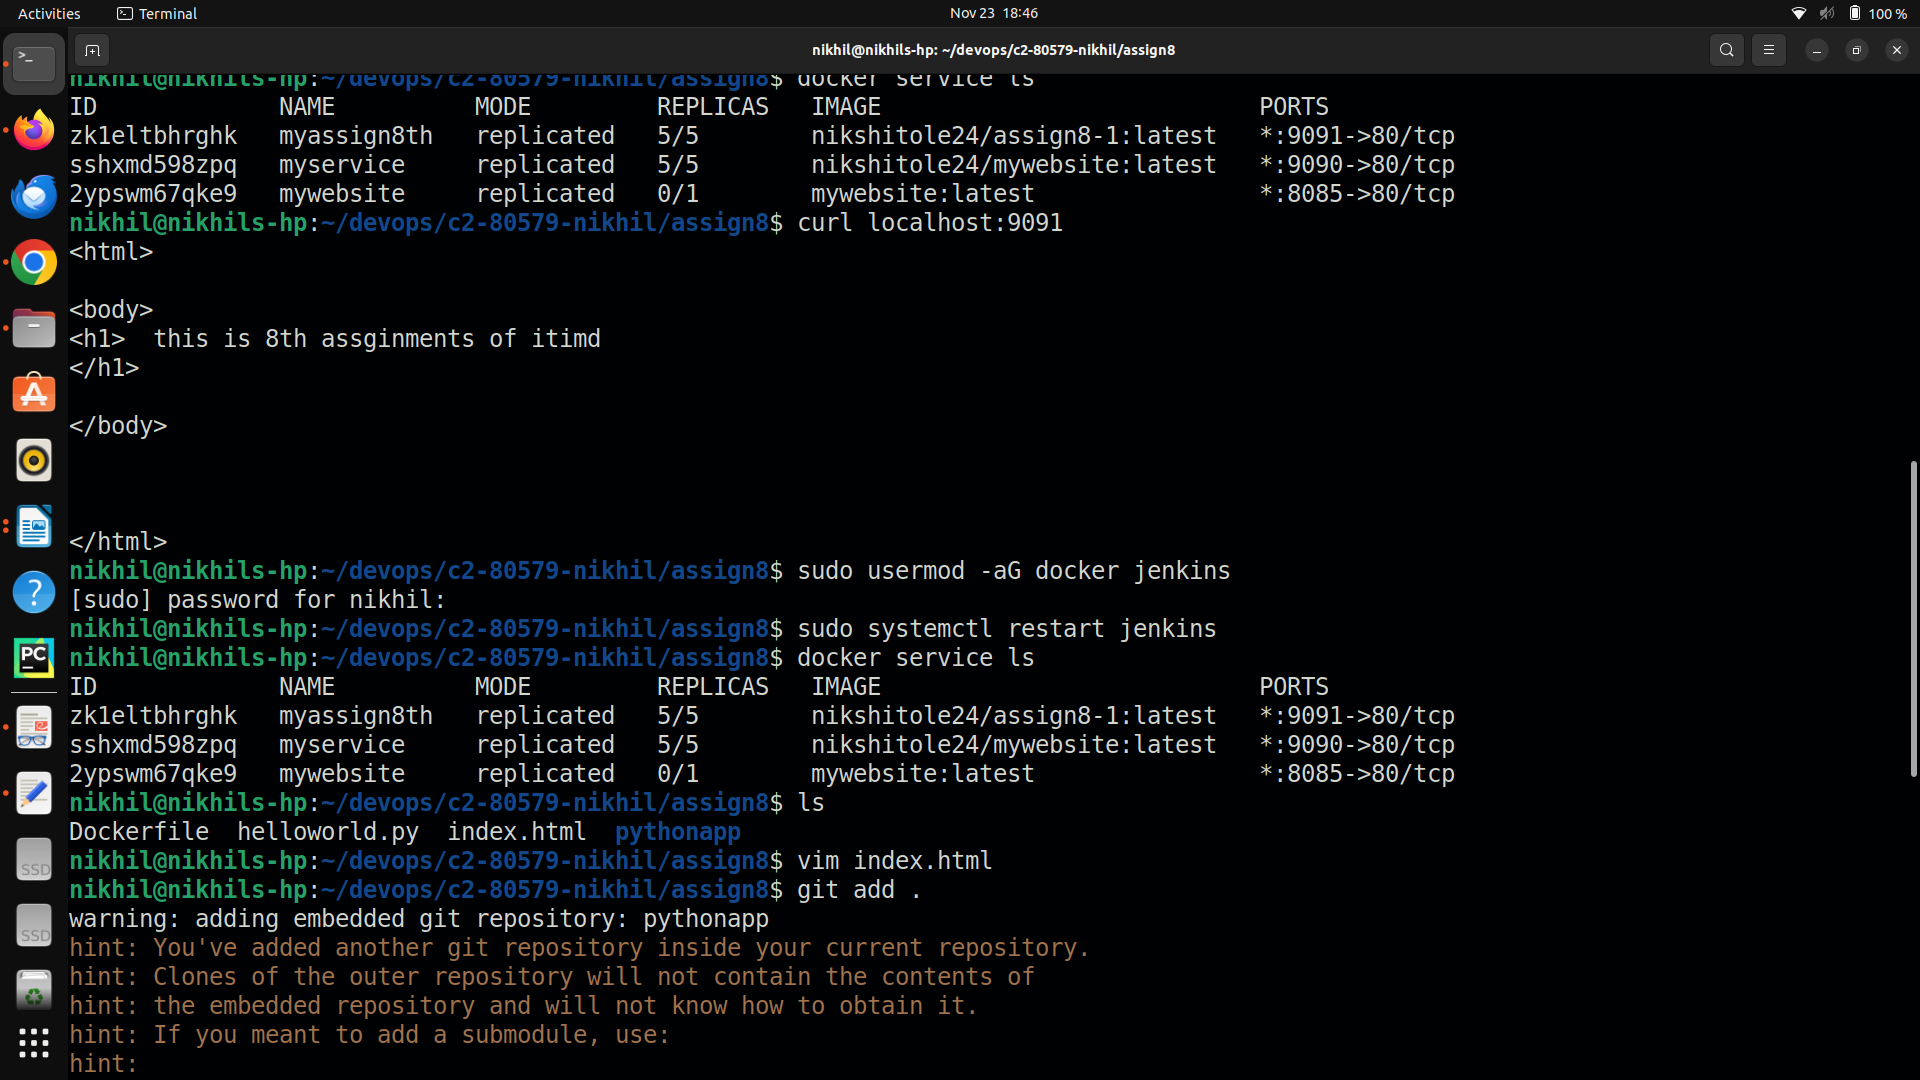 Activities
Terminal
Nov 23 18:46
100 %
nikhil@nikhils-hp: ~/devops/c2-80579-nikhil/assign8
nikhil@nikhils-hp:~/devops/c2-80579-nikhil/assign8$ docker service ls
ID NAME MODE REPLICAS IMAGE PORTS
zk1eltbhrghk myassign8th replicated 5/5 nikshitole24/assign8-1:latest *:9091->80/tcp
sshxmd598zpq myservice replicated 5/5 nikshitole24/mywebsite:latest *:9090->80/tcp
2ypswm67qke9 mywebsite replicated 0/1 mywebsite:latest *:8085->80/tcp
nikhil@nikhils-hp:~/devops/c2-80579-nikhil/assign8$ curl localhost:9091
<html>
<body>
<h1> this is 8th assginments of itimd
</h1>
</body>
</html>
nikhil@nikhils-hp:~/devops/c2-80579-nikhil/assign8$ sudo usermod -aG docker jenkins
[sudo] password for nikhil:
nikhil@nikhils-hp:~/devops/c2-80579-nikhil/assign8$ sudo systemctl restart jenkins
nikhil@nikhils-hp:~/devops/c2-80579-nikhil/assign8$ docker service ls
ID NAME MODE REPLICAS IMAGE PORTS
zk1eltbhrghk myassign8th replicated 5/5 nikshitole24/assign8-1:latest *:9091->80/tcp
sshxmd598zpq myservice replicated 5/5 nikshitole24/mywebsite:latest *:9090->80/tcp
2ypswm67qke9 mywebsite replicated 0/1 mywebsite:latest *:8085->80/tcp
nikhil@nikhils-hp:~/devops/c2-80579-nikhil/assign8$ ls
Dockerfile helloworld.py index.html pythonapp
nikhil@nikhils-hp:~/devops/c2-80579-nikhil/assign8$ vim index.html
nikhil@nikhils-hp:~/devops/c2-80579-nikhil/assign8$ git add .
warning: adding embedded git repository: pythonapp
hint: You've added another git repository inside your current repository.
hint: Clones of the outer repository will not contain the contents of
hint: the embedded repository and will not know how to obtain it.
hint: If you meant to add a submodule, use:
hint:
PC
SSD
SSD